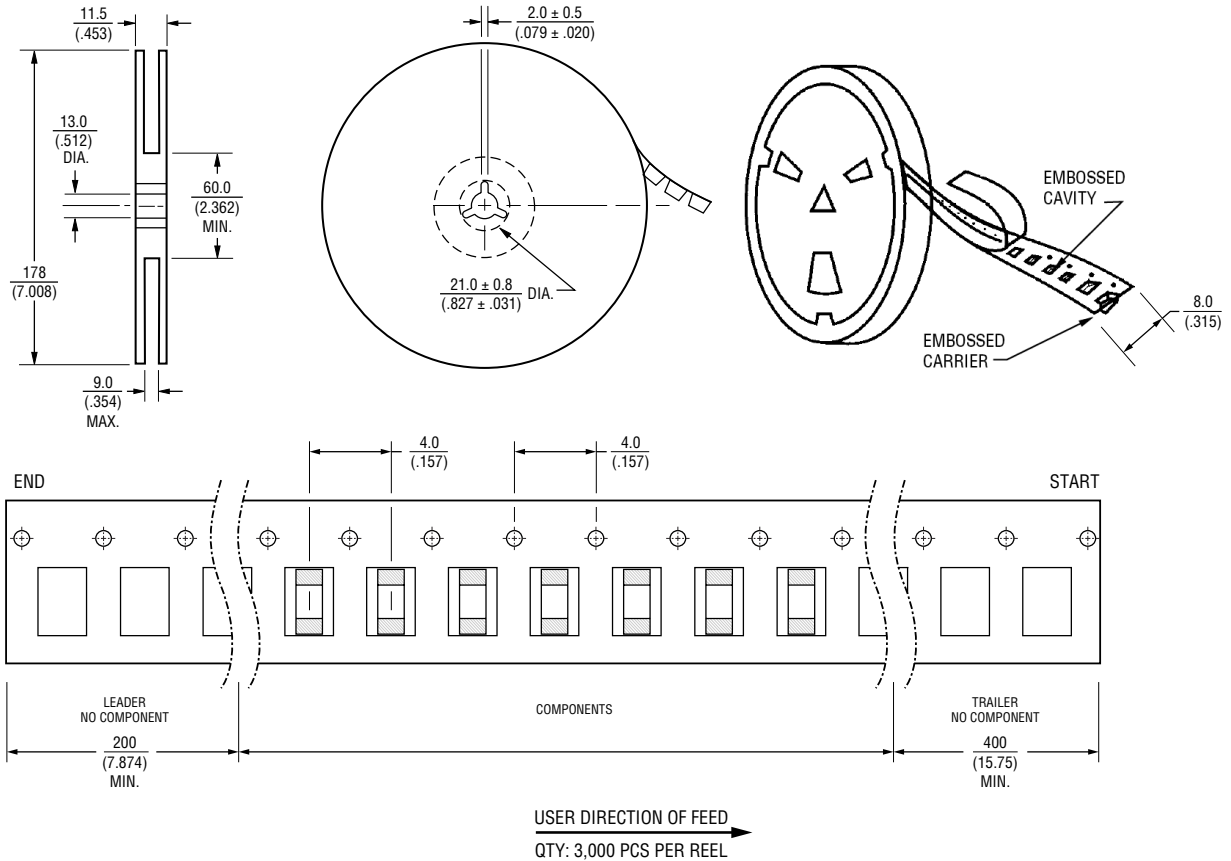 11.5
(.453)
2.0 ± 0.5
(.079 ± .020)
13.0
(.512)
DIA.
60.0
(2.362)
MIN.
178
(7.008)
9.0
(.354)
MAX.
21.0 ± 0.8
(.827 ± .031)
DIA.
EMBOSSED
CAVITY
EMBOSSED
CARRIER
8.0
(.315)
4.0
(.157)
4.0
(.157)
END
START
LEADER
NO COMPONENT
COMPONENTS
TRAILER
NO COMPONENT
200
(7.874)
MIN.
400
(15.75)
MIN.
USER DIRECTION OF FEED
QTY: 3,000 PCS PER REEL